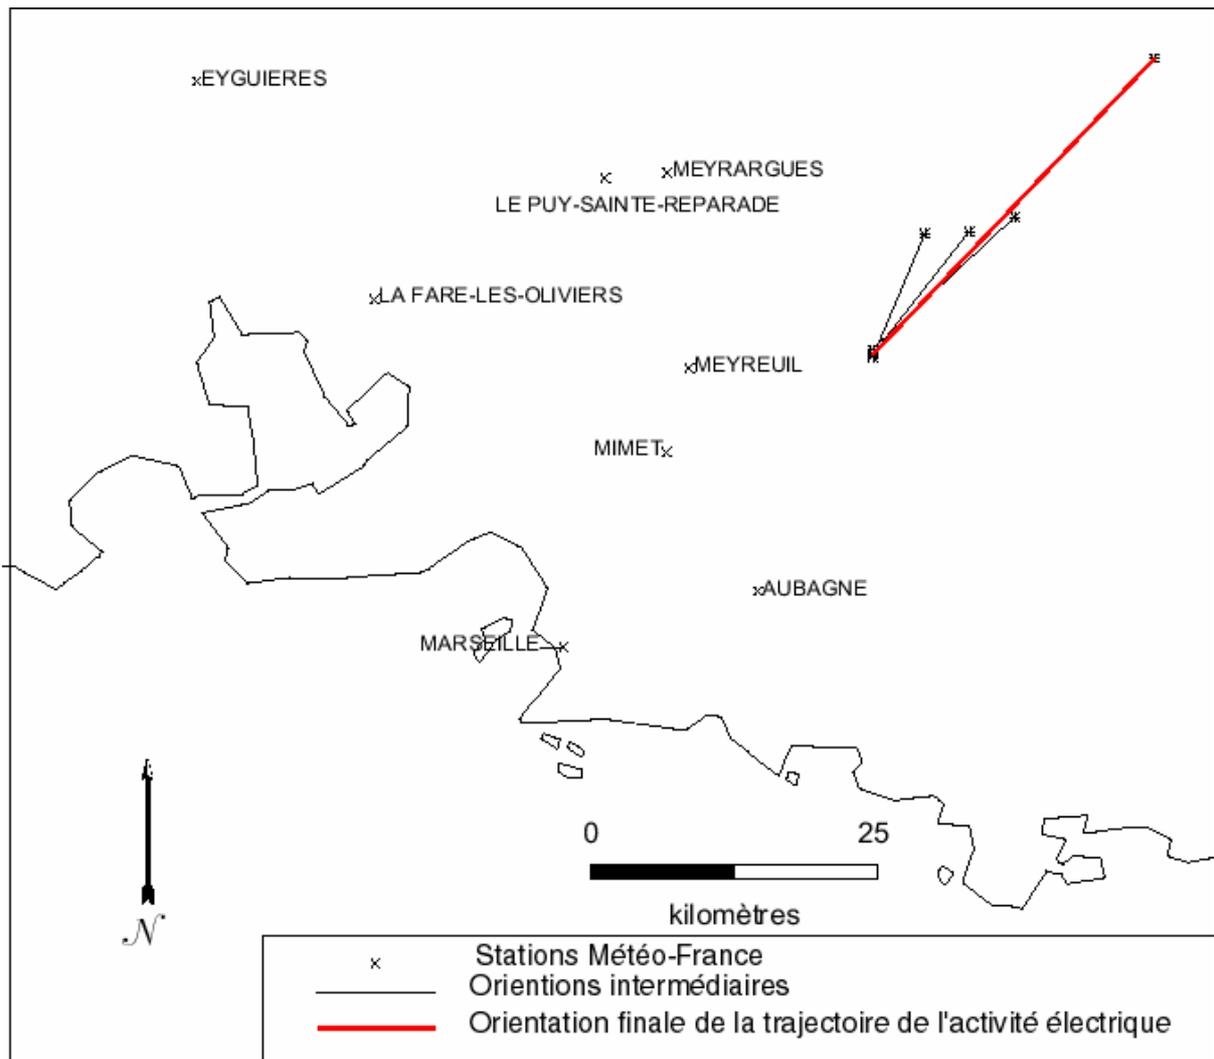 EYGUIERES
MEYRARGUES
LE PUY-SAINTE-REPARADE
LA FARE-LES-OLIVIERS
MEYREUIL
MIMET
AUBAGNE
MARSEILLE
0 25
kilomètres
N
Stations Météo-France
Orientions intermédiaires
Orientation finale de la trajectoire de l'activité électrique